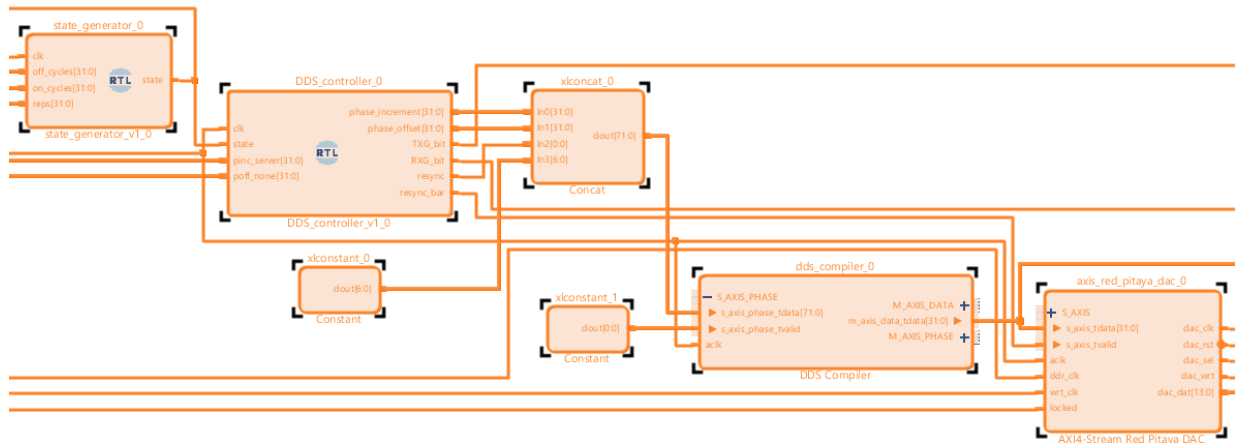 state_generator_0
clk
off_cycles[31:0]
on_cycles[31:0]
reps[31:0]
RTL
state
state_generator_v1_0
DDS_controller_0
clk
state
pinc_server[31:0]
poff_none[31:0]
RTL
phase_increment[31:0]
phase_offset[31:0]
TXG_bit
RXG_bit
resync
resync_bar
DDS_controller_v1_0
xlconcat_0
In0[31:0]
In1[31:0]
In2[0:0]
In3[6:0]
dout[71:0]
Concat
xlconstant_0
dout[6:0]
Constant
xlconstant_1
dout[0:0]
Constant
dds_compiler_0
S_AXIS_PHASE
s_axis_phase_tdata[71:0]
s_axis_phase_tvalid
aclk
M_AXIS_DATA
m_axis_data_tdata[31:0]
M_AXIS_PHASE
DDS Compiler
axis_red_pitaya_dac_0
S_AXIS
s_axis_tdata[31:0]
s_axis_tvalid
aclk
ddr_clk
wrt_clk
locked
dac_clk
dac_rst
dac_sel
dac_wrt
dac_dat[13:0]
AXI4-Stream Red Pitaya DAC